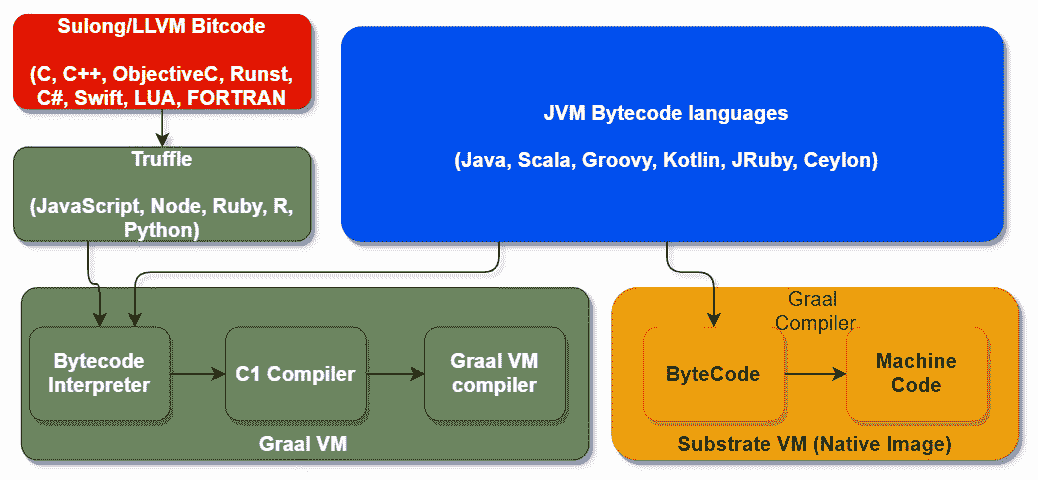 Sulong/LLVM Bitcode
(C, C++, ObjectiveC, Runst,
C#, Swift, LUA, FORTRAN
Truffle
(JavaScript, Node, Ruby, R,
Python)
JVM Bytecode languages
(Java, Scala, Groovy, Kotlin, JRuby, Ceylon)
Bytecode
Interpreter
C1 Compiler
Graal VM
compiler
Graal VM
Graal
Compiler
ByteCode
Machine
Code
Substrate VM (Native Image)